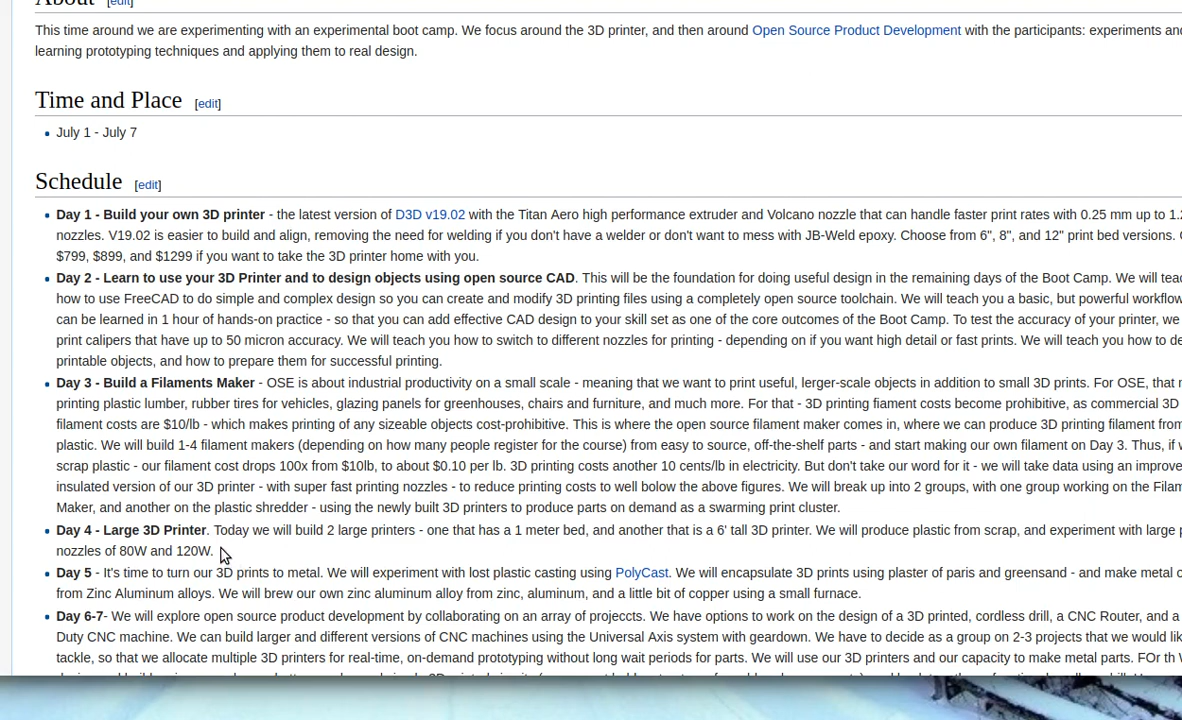 About [edit]
This time around we are experimenting with an experimental boot camp. We focus around the 3D printer, and then around Open Source Product Development with the participants: experiments and
learning prototyping techniques and applying them to real design.
Time and Place [edit]
July 1 - July 7
Schedule [edit]
Day 1 - Build your own 3D printer - the latest version of D3D v19.02 with the Titan Aero high performance extruder and Volcano nozzle that can handle faster print rates with 0.25 mm up to 1.2
nozzles. V19.02 is easier to build and align, removing the need for welding if you don't have a welder or don't want to mess with JB-Weld epoxy. Choose from 6", 8", and 12" print bed versions.
$799, $899, and $1299 if you want to take the 3D printer home with you.
Day 2 - Learn to use your 3D Printer and to design objects using open source CAD. This will be the foundation for doing useful design in the remaining days of the Boot Camp. We will teac
how to use FreeCAD to do simple and complex design so you can create and modify 3D printing files using a completely open source toolchain. We will teach you a basic, but powerful workflow
can be learned in 1 hour of hands-on practice - so that you can add effective CAD design to your skill set as one of the core outcomes of the Boot Camp. To test the accuracy of your printer, we
print calipers that have up to 50 micron accuracy. We will teach you how to switch to different nozzles for printing - depending on if you want high detail or fast prints. We will teach you how to de
printable objects, and how to prepare them for successful printing.
Day 3 - Build a Filaments Maker - OSE is about industrial productivity on a small scale - meaning that we want to print useful, lerger-scale objects in addition to small 3D prints. For OSE, that
printing plastic lumber, rubber tires for vehicles, glazing panels for greenhouses, chairs and furniture, and much more. For that - 3D printing fiament costs become prohibitive, as commercial 3D
filament costs are $10/lb - which makes printing of any sizeable objects cost-prohibitive. This is where the open source filament maker comes in, where we can produce 3D printing filament from
plastic. We will build 1-4 filament makers (depending on how many people register for the course) from easy to source, off-the-shelf parts - and start making our own filament on Day 3. Thus, if
scrap plastic - our filament cost drops 100x from $10lb, to about $0.10 per lb. 3D printing costs another 10 cents/lb in electricity. But don't take our word for it - we will take data using an improve
insulated version of our 3D printer - with super fast printing nozzles - to reduce printing costs to well bolow the above figures. We will break up into 2 groups, with one group working on the Filam
Maker, and another on the plastic shredder - using the newly built 3D printers to produce parts on demand as a swarming print cluster.
Day 4 - Large 3D Printer. Today we will build 2 large printers - one that has a 1 meter bed, and another that is a 6' tall 3D printer. We will produce plastic from scrap, and experiment with large
nozzles of 80W and 120W.
Day 5 - It's time to turn our 3D prints to metal. We will experiment with lost plastic casting using PolyCast. We will encapsulate 3D prints using plaster of paris and greensand - and make metal
from Zinc Aluminum alloys. We will brew our own zinc aluminum alloy from zinc, aluminum, and a little bit of copper using a small furnace.
Day 6-7- We will explore open source product development by collaborating on an array of projeccts. We have options to work on the design of a 3D printed, cordless drill, a CNC Router, and a
Duty CNC machine. We can build larger and different versions of CNC machines using the Universal Axis system with geardown. We have to decide as a group on 2-3 projects that we would lik
tackle, so that we allocate multiple 3D printers for real-time, on-demand prototyping without long wait periods for parts. We will use our 3D printers and our capacity to make metal parts. FOr th